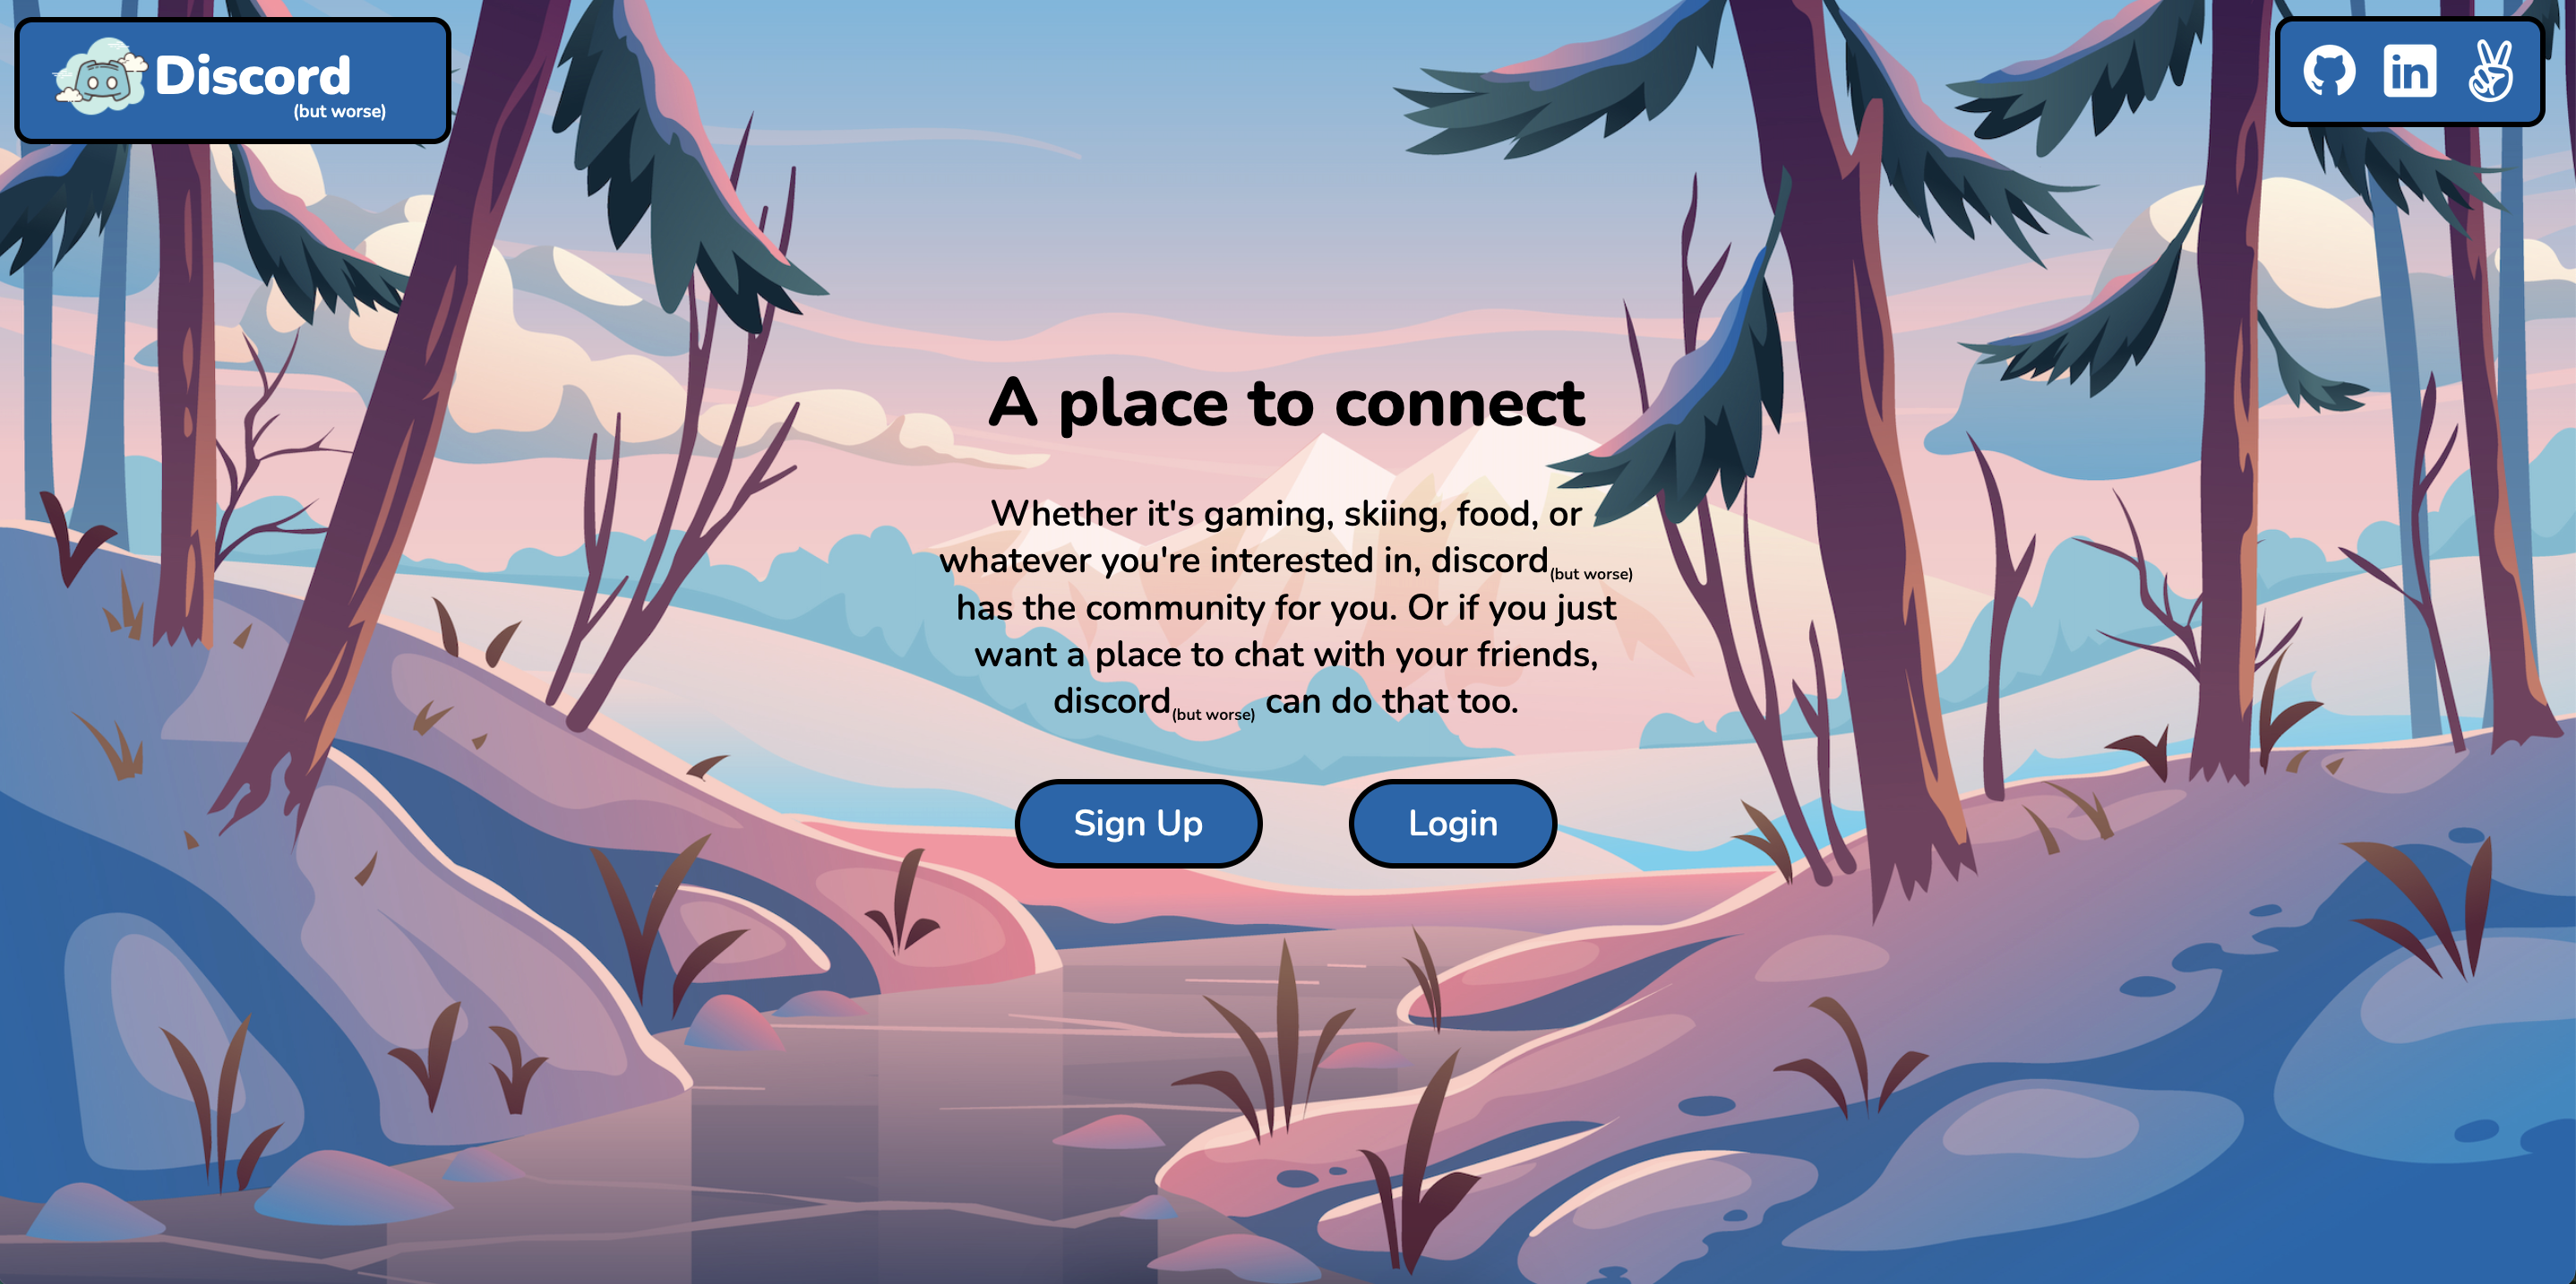 Discord
(but worse)
in
A place to connect
Whether it's gaming, skiing, food, or
whatever you're interested in, discord(but worse)
has the community for you. Or if you just
want a place to chat with your friends,
discord(but worse) can do that too.
Sign Up
Login